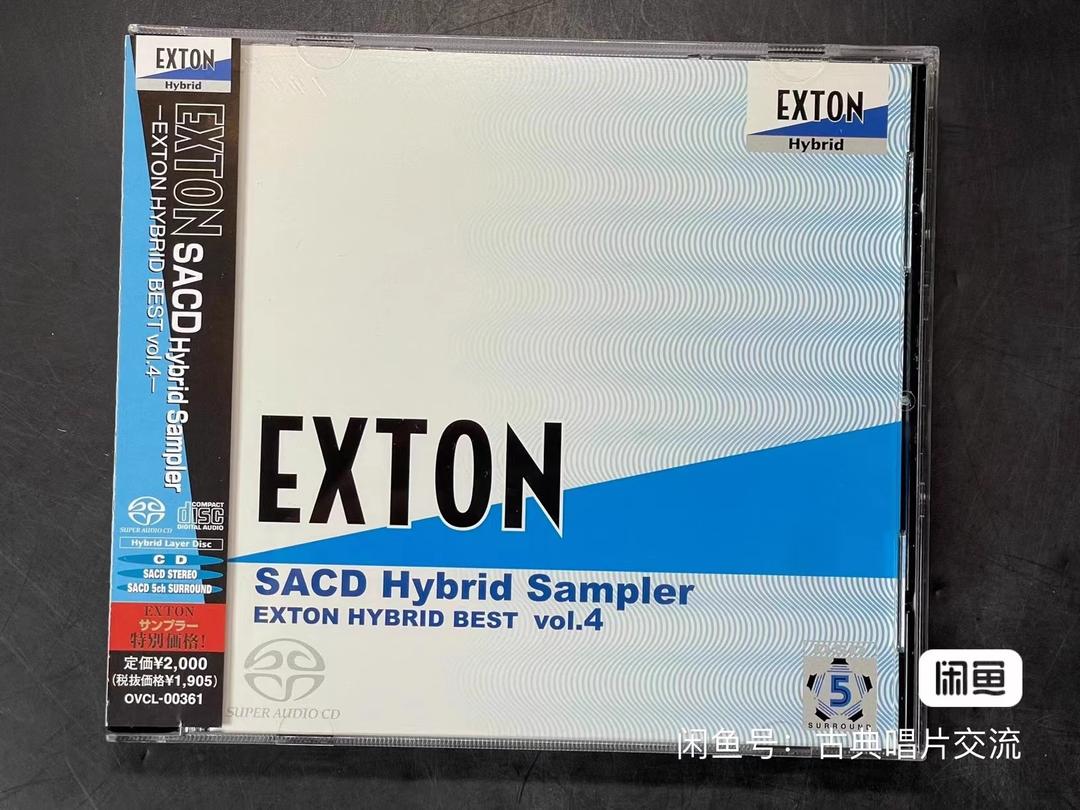 EXTON
Hybrid
EXTON SACD Hybrid Sampler
—EXTON HYBRID BEST vol.4—
SUPER AUDIO CD
COMPACT
disc
DIGITAL AUDIO
Hybrid Layer Disc
CD
SACD STEREO
SACD 5ch SURROUND
EXTON
サンプラー
特別価格!
定価¥2,000
(税抜価格¥1,905)
OVCL-00361
EXTON
Hybrid
EXTON
SACD Hybrid Sampler
EXTON HYBRID BEST vol.4
SUPER AUDIO CD
5
SURROUND
闲鱼
闲鱼号：古典唱片交流